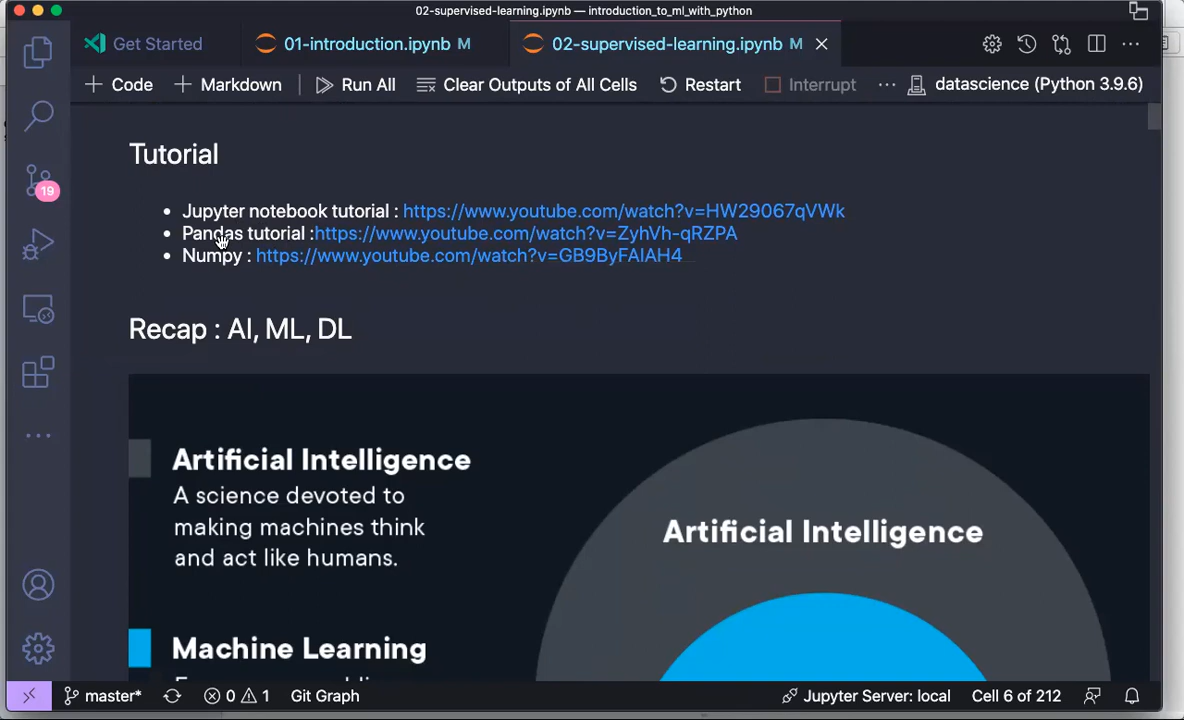 02-supervised-learning.ipynb — introduction_to_ml_with_python
Get Started
01-introduction.ipynb M
02-supervised-learning.ipynb M
Code
Markdown
Run All
Clear Outputs of All Cells
Restart
Interrupt
datascience (Python 3.9.6)
19
Tutorial
• Jupyter notebook tutorial : https://www.youtube.com/watch?v=HW29067qVWk
• Pandas tutorial :https://www.youtube.com/watch?v=ZyhVh-qRZPA
• Numpy : https://www.youtube.com/watch?v=GB9ByFAIAH4
Recap : AI, ML, DL
Artificial Intelligence
A science devoted to
making machines think
and act like humans.
Artificial Intelligence
Machine Learning
master*
0
1
Git Graph
Jupyter Server: local
Cell 6 of 212